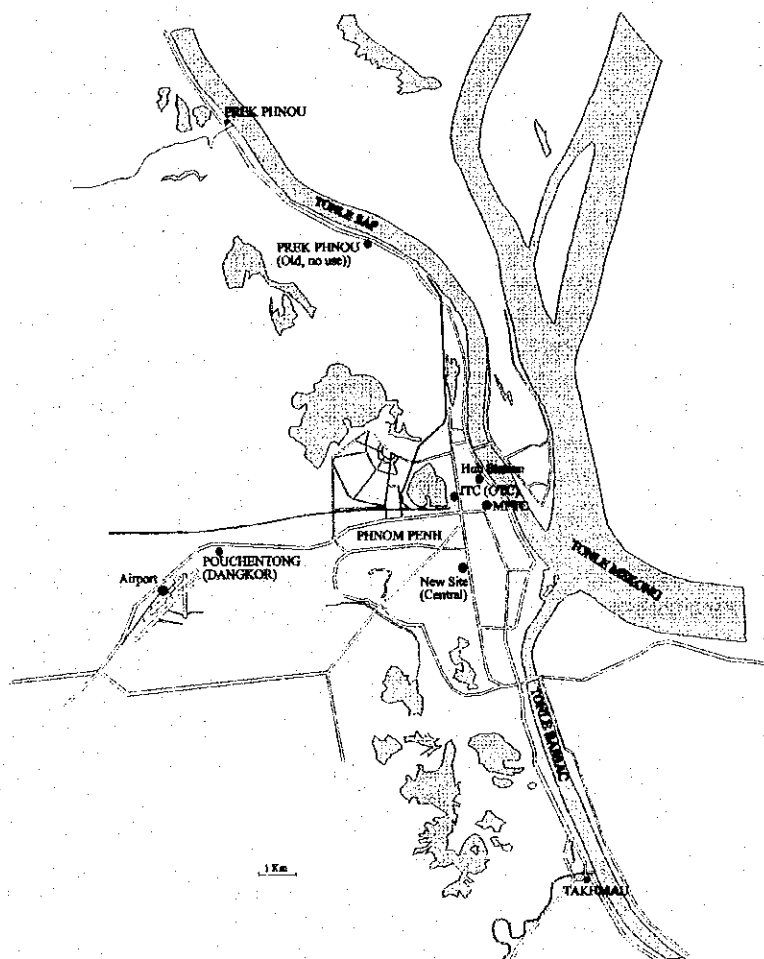 PREK PHNOU
TONLE SAP
PREK PHNOU
(Old, no use))
Hub Station
ITC (OTC)
MPTC
PHNOM PENH
TONLE MEKONG
POUCHENTONG
(DANGKOR)
Airport
New Site
(Central)
TONLE BASSAC
1 Km
TAKHMAU